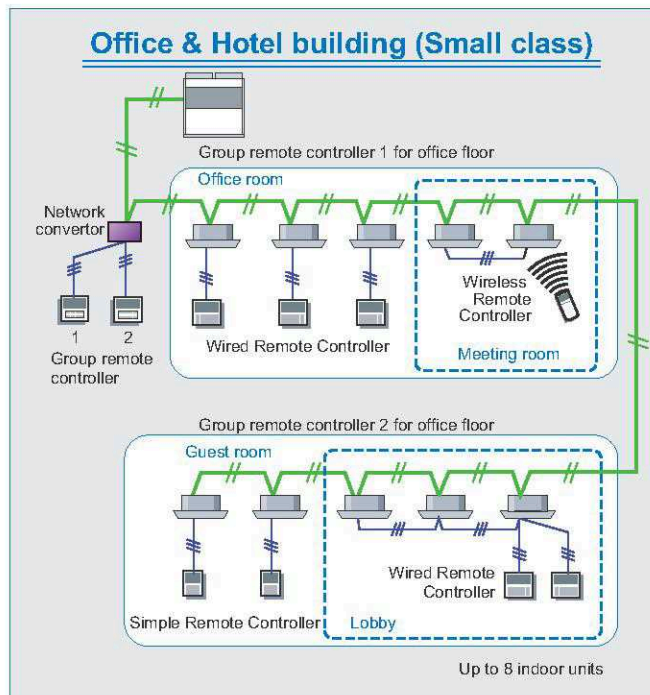 Office & Hotel building (Small class)
Group remote controller 1 for office floor
Office room
Network
convertor
Wireless
Remote
Controller
1
2
Wired Remote Controller
Group remote
controller
Meeting room
Group remote controller 2 for office floor
Guest room
Wired Remote
Controller
Simple Remote Controller
Lobby
Up to 8 indoor units